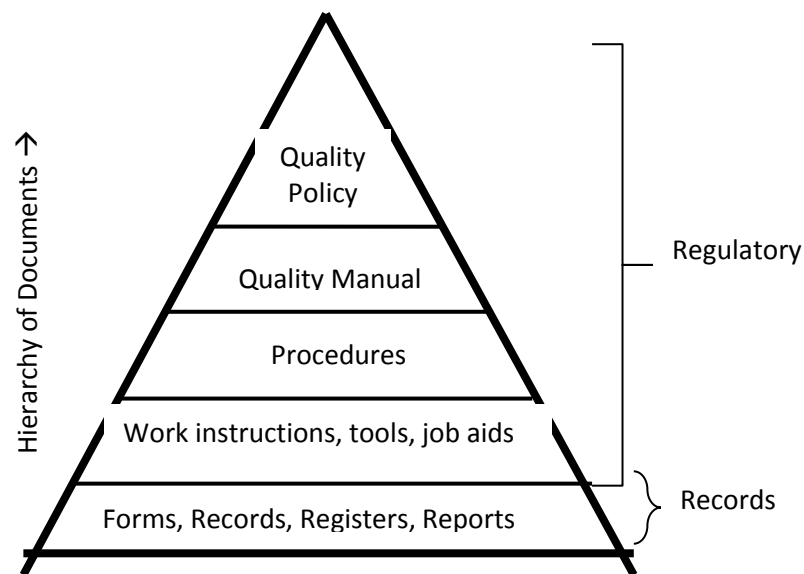 Quality
Policy
Quality Manual
Procedures
Work instructions, tools, job aids
Forms, Records, Registers, Reports
Hierarchy of Documents →
Regulatory
Records